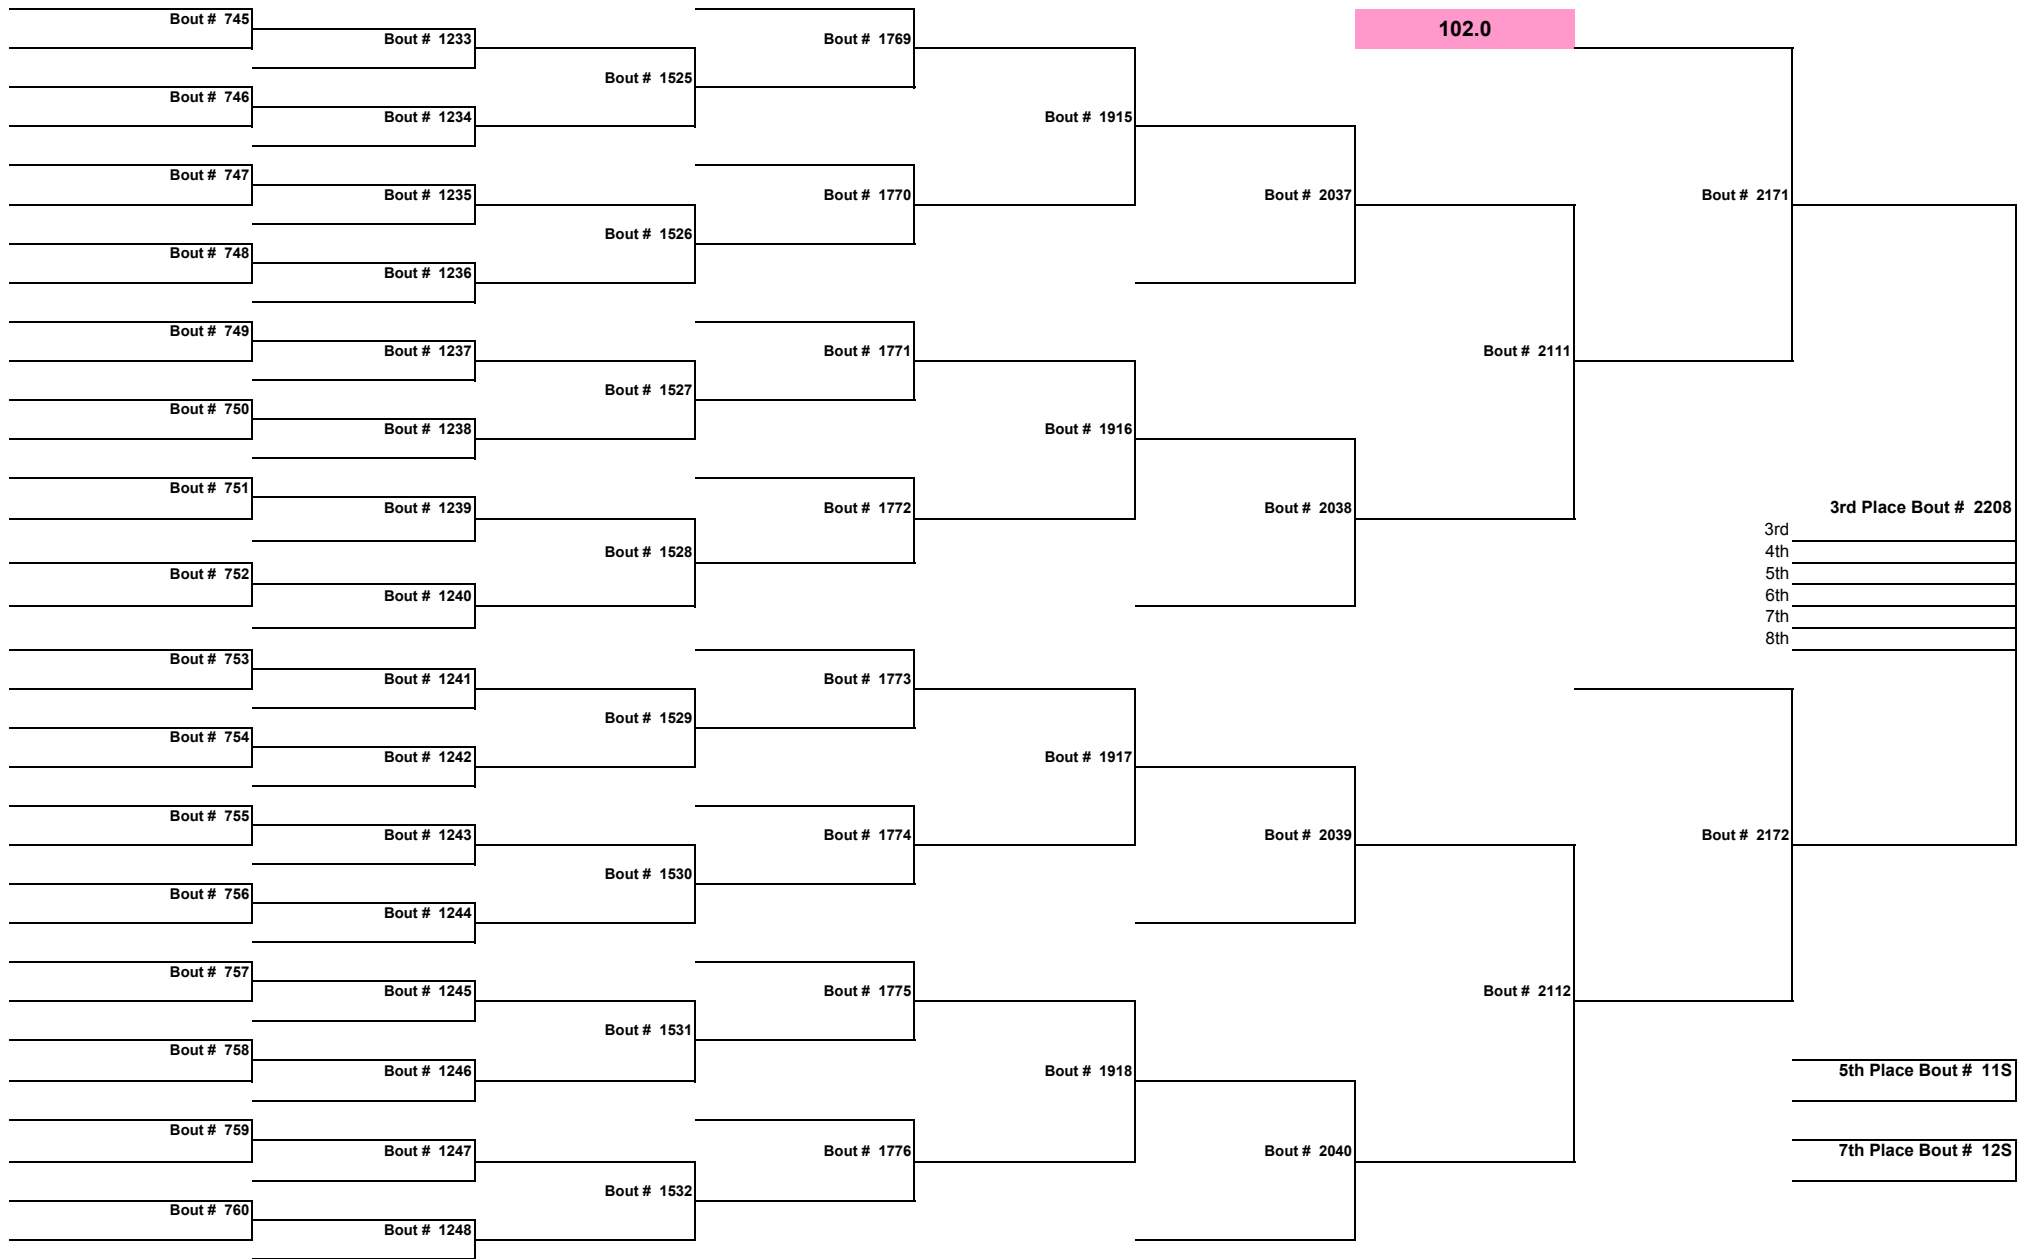 Bout # 745
Bout # 746
Bout # 747
Bout # 748
Bout # 749
Bout # 750
Bout # 751
Bout # 752
Bout # 753
Bout # 754
Bout # 755
Bout # 756
Bout # 757
Bout # 758
Bout # 759
Bout # 760
Bout # 1233
Bout # 1234
Bout # 1235
Bout # 1236
Bout # 1237
Bout # 1238
Bout # 1239
Bout # 1240
Bout # 1241
Bout # 1242
Bout # 1243
Bout # 1244
Bout # 1245
Bout # 1246
Bout # 1247
Bout # 1248
Bout # 1525
Bout # 1526
Bout # 1527
Bout # 1528
Bout # 1529
Bout # 1530
Bout # 1531
Bout # 1532
Bout # 1769
Bout # 1770
Bout # 1771
Bout # 1772
Bout # 1773
Bout # 1774
Bout # 1775
Bout # 1776
Bout # 1915
Bout # 1916
Bout # 1917
Bout # 1918
Bout # 2037
Bout # 2038
Bout # 2039
Bout # 2040
102.0
Bout # 2111
Bout # 2112
Bout # 2171
Bout # 2172
3rd Place Bout # 2208
3rd
4th
5th
6th
7th
8th
5th Place Bout # 11S
7th Place Bout # 12S